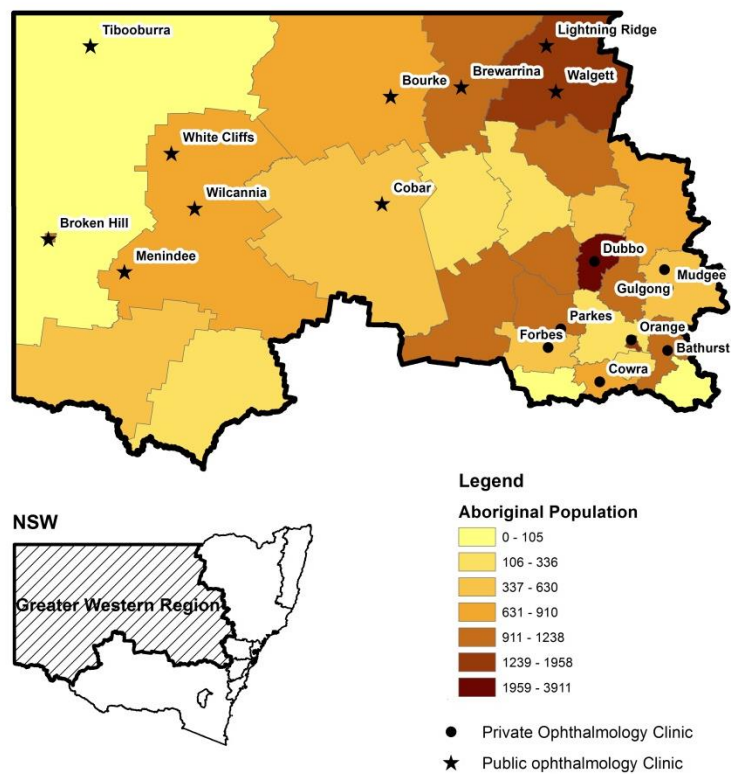 Tibooburra
Lightning Ridge
Bourke
Brewarrina
Walgett
White Cliffs
Wilcannia
Cobar
Broken Hill
Menindee
Dubbo
Mudgee
Gulgong
Parkes
Orange
Forbes
Bathurst
Cowra
NSW
Greater Western Region
Legend
Aboriginal Population
0 - 105
106 - 336
337 - 630
631 - 910
911 - 1238
1239 - 1958
1959 - 3911
Private Ophthalmology Clinic
Public ophthalmology Clinic